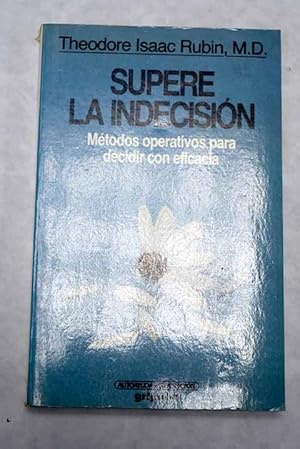 Theodore Isaac Rubin, M.D.
SUPERE
LA INDECISIÓN
Métodos operativos para
decidir con eficacia